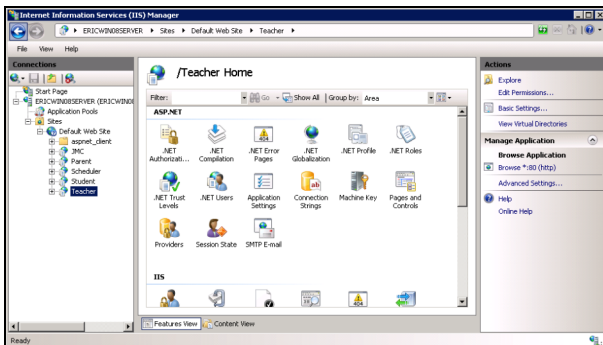 Internet Information Services (IIS) Manager
ERICWIN08SERVER ▸ Sites ▸ Default Web Site ▸ Teacher ▸
File View Help
Connections
Start Page
ERICWIN08SERVER (ERICWIN0
Application Pools
Sites
Default Web Site
aspnet_client
JMC
Parent
Scheduler
Student
Teacher
/Teacher Home
Filter: Go Show All Group by: Area
ASP.NET
.NET Authorizati...
.NET Compilation
.NET Error Pages
.NET Globalization
.NET Profile
.NET Roles
.NET Trust Levels
.NET Users
Application Settings
Connection Strings
Machine Key
Pages and Controls
Providers
Session State
SMTP E-mail
IIS
Features View Content View
Actions
Explore
Edit Permissions...
Basic Settings...
View Virtual Directories
Manage Application
Browse Application
Browse *:80 (http)
Advanced Settings...
Help
Online Help
Ready